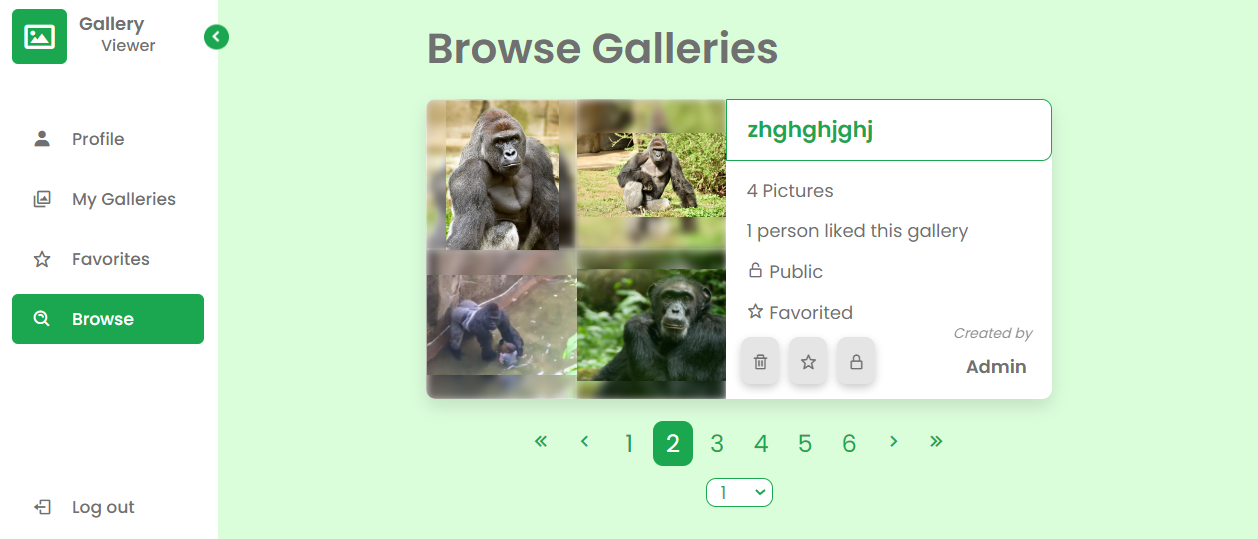 Gallery
Viewer
Profile
My Galleries
Favorites
Browse
Log out
Browse Galleries
zhghghjghj
4 Pictures
1 person liked this gallery
Public
Favorited
Created by
Admin
« ‹ 1 2 3 4 5 6 › »
1